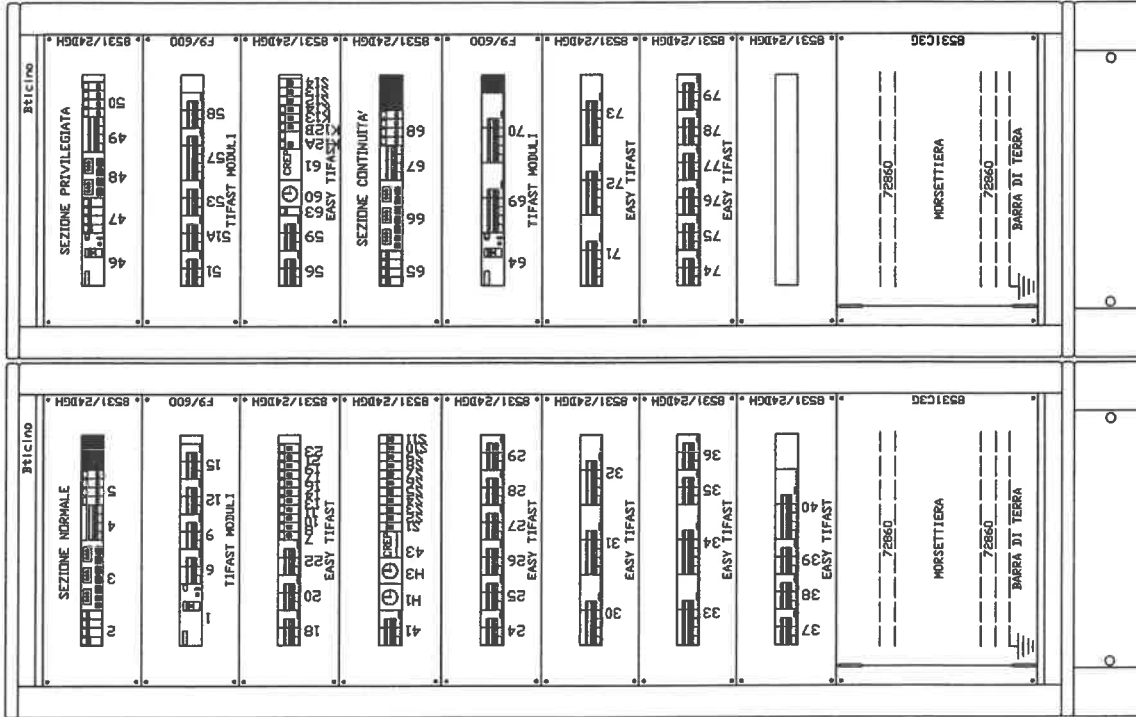 Bticino
8531/24DGH
SEZIONE PRIVILEGIATA
46 47 48 49 50
F9/600
51 51A 53 57 58
TIFAST MODULI
8531/24DGH
56 59 63 60 61 CREP
EASY TIFAST
8531/24DGH
SEZIONE CONTINUITA'
65 66 67 68
F9/600
64 69 70
TIFAST MODULI
8531/24DGH
71 72 73
EASY TIFAST
8531/24DGH
74 75 76 77 78 79
EASY TIFAST
8531/24DGH
8531C3G
72860
MORSETTIERA
72860
BARRA DI TERRA
Bticino
8531/24DGH
SEZIONE NORMALE
2 3 4 5
F9/600
1 6 9 12 15
TIFAST MODULI
8531/24DGH
18 20 22 7
EASY TIFAST
8531/24DGH
41 H1 H3 43 CREP
8531/24DGH
24 25 26 27 28 29
EASY TIFAST
8531/24DGH
30 31 32
EASY TIFAST
8531/24DGH
33 34 35 36
EASY TIFAST
8531/24DGH
37 38 39 40
EASY TIFAST
8531C3G
72860
MORSETTIERA
72860
BARRA DI TERRA